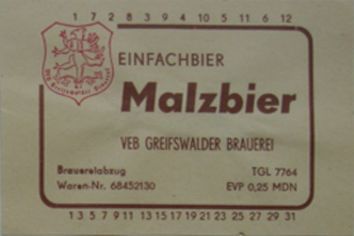 1 7 2 8 3 9 4 10 5 11 6 12
EINFACHBIER
Malzbier
VEB GREIFSWALDER BRAUEREI
Brauereiabzug
TGL 7764
Waren-Nr. 68452130
EVP 0,25 MDN
1 3 5 7 9 11 13 15 17 19 21 23 25 27 29 31